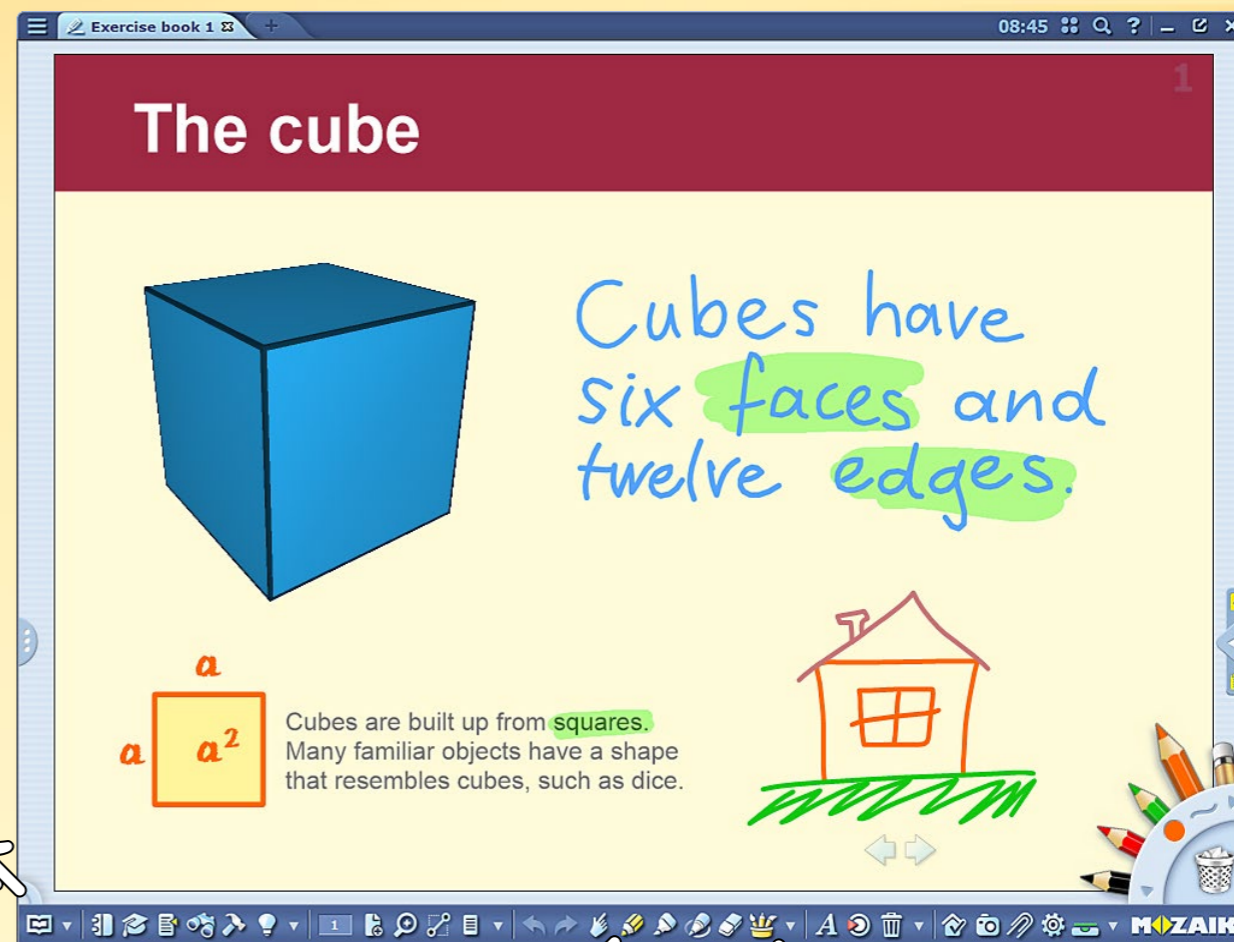 Exercise book 1
08:45
1
The cube
Cubes have
six faces and
twelve edges.
a
a
a²
Cubes are built up from squares.
Many familiar objects have a shape
that resembles cubes, such as dice.
1
A
MOZAIK